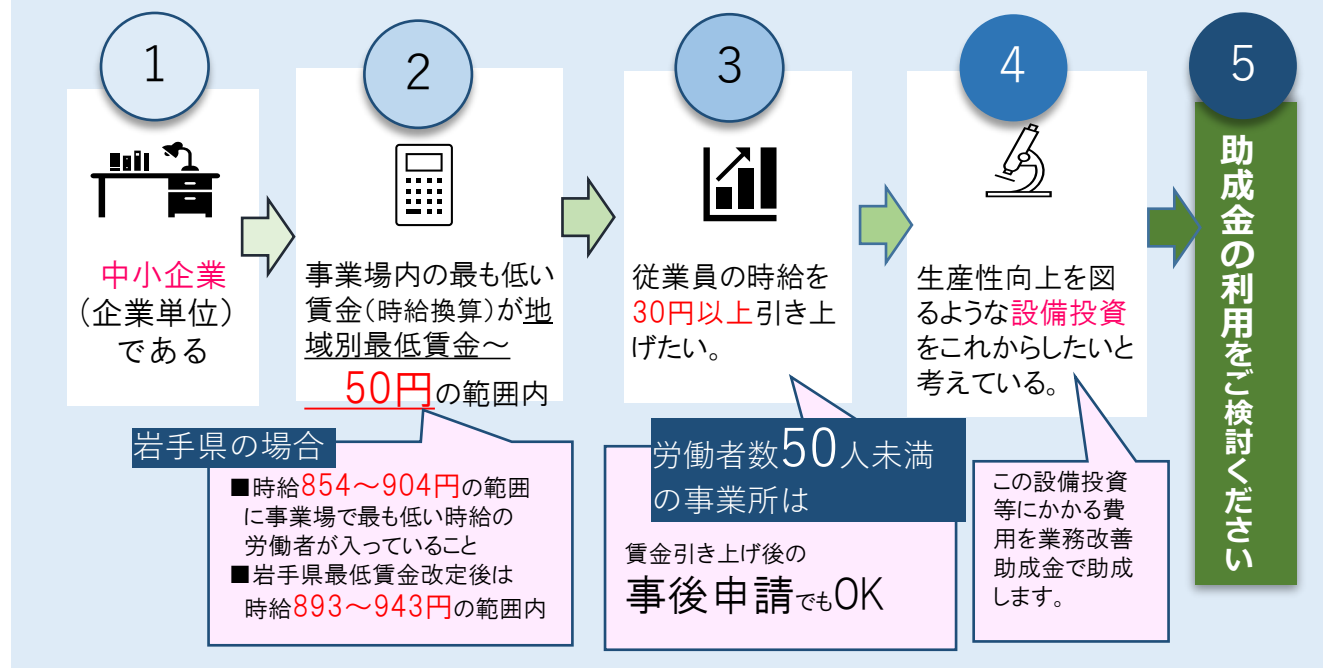 1
中小企業
（企業単位）
である
2
事業場内の最も低い
賃金（時給換算）が地
域別最低賃金～
50円の範囲内
岩手県の場合
■時給854～904円の範囲
に事業場で最も低い時給の
労働者が入っていること
■岩手県最低賃金改定後は
時給893～943円の範囲内
3
従業員の時給を
30円以上引き上
げたい。
労働者数50人未満
の事業所は
賃金引き上げ後の
事後申請でもOK
4
生産性向上を図
るような設備投資
をこれからしたいと
考えている。
この設備投資
等にかかる費
用を業務改善
助成金で助成
します。
5
助成金の利用をご検討ください